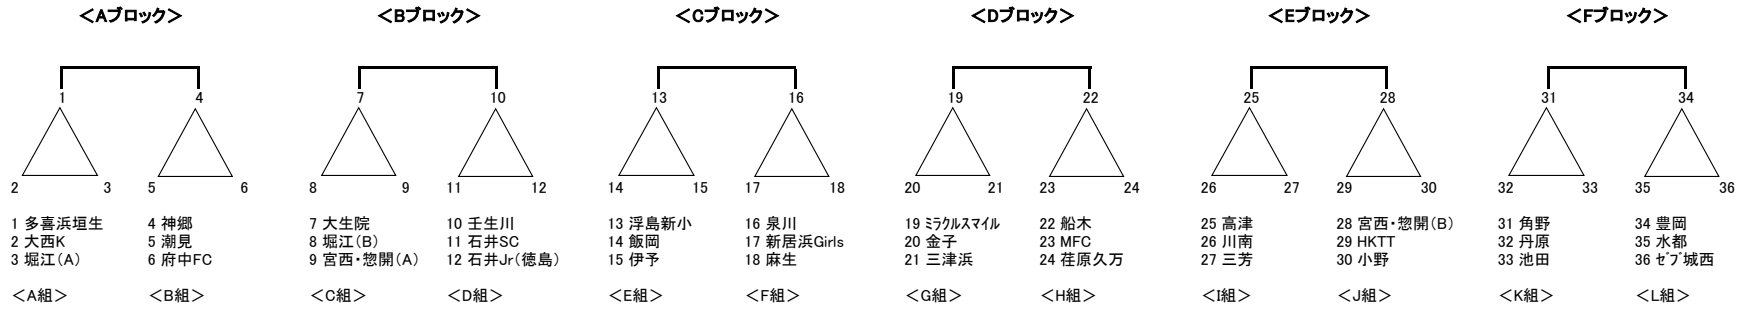 ＜Aブロック＞ ＜Bブロック＞ ＜Cブロック＞ ＜Dブロック＞ ＜Eブロック＞ ＜Fブロック＞
1 4 7 10 13 16 19 22 25 28 31 34
2 3 5 6 8 9 11 12 14 15 17 18 20 21 23 24 26 27 29 30 32 33 35 36
1 多喜浜垣生 4 神郷 7 大生院 10 壬生川 13 浮島新小 16 泉川 19 ﾐﾗｸﾙｽﾏｲﾙ 22 船木 25 高津 28 宮西・惣開（B） 31 角野 34 豊岡
2 大西K 5 潮見 8 堀江（B） 11 石井SC 14 飯岡 17 新居浜Girls 20 金子 23 MFC 26 川南 29 HKTT 32 丹原 35 水都
3 堀江（A） 6 府中FC 9 宮西・惣開（A） 12 石井Jr（徳島） 15 伊予 18 麻生 21 三津浜 24 荏原久万 27 三芳 30 小野 33 池田 36 ｾﾞﾌﾞ城西
＜A組＞ ＜B組＞ ＜C組＞ ＜D組＞ ＜E組＞ ＜F組＞ ＜G組＞ ＜H組＞ ＜I組＞ ＜J組＞ ＜K組＞ ＜L組＞